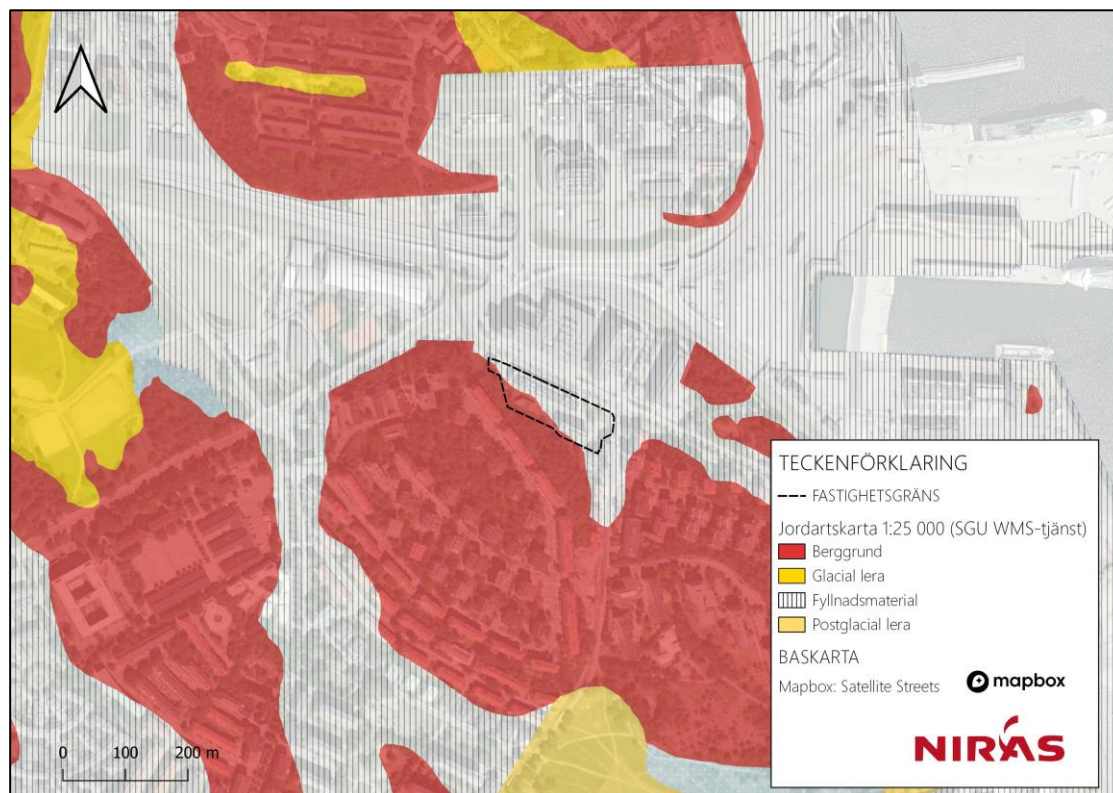 TECKENFÖRKLARING
FASTIGHETSGRÄNS
Jordartskarta 1:25 000 (SGU WMS-tjänst)
Berggrund
Glacial lera
Fyllnadsmaterial
Postglacial lera
BASKARTA
Mapbox: Satellite Streets mapbox
NIRAS
0 100 200 m